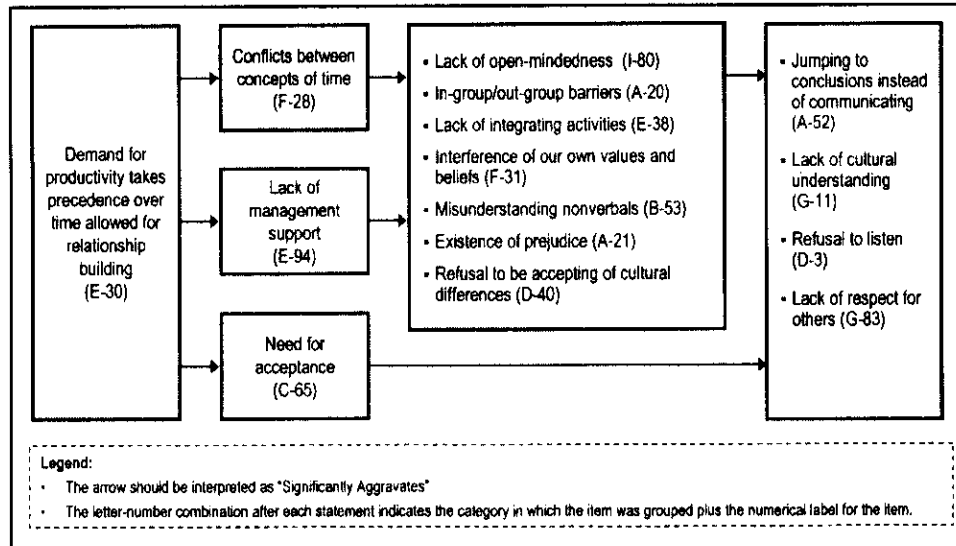 Demand for
productivity takes
precedence over
time allowed for
relationship
building
(E-30)
Conflicts between
concepts of time
(F-28)
Lack of
management
support
(E-94)
Need for
acceptance
(C-65)
• Lack of open-mindedness (I-80)
• In-group/out-group barriers (A-20)
• Lack of integrating activities (E-38)
• Interference of our own values and
beliefs (F-31)
• Misunderstanding nonverbals (B-53)
• Existence of prejudice (A-21)
• Refusal to be accepting of cultural
differences (D-40)
• Jumping to
conclusions instead
of communicating
(A-52)
• Lack of cultural
understanding
(G-11)
• Refusal to listen
(D-3)
• Lack of respect for
others (G-83)
Legend:
• The arrow should be interpreted as "Significantly Aggravates"
• The letter-number combination after each statement indicates the category in which the item was grouped plus the numerical label for the item.